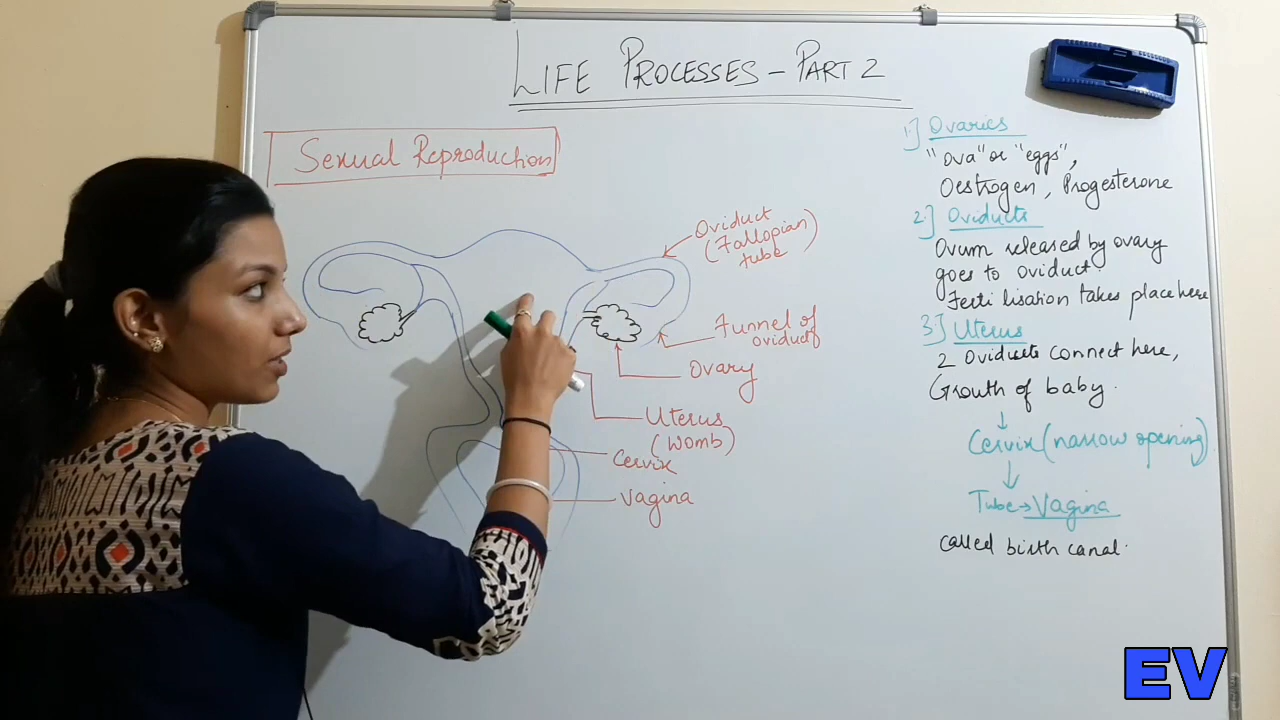 LIFE PROCESSES - PART 2
Sexual Reproduction
Oviduct
(Fallopian
tube)
Funnel of
oviduct
Ovary
Uterus
(Womb)
Cervix
Vagina
1.] Ovaries
"ova" or "eggs",
Oestrogen, Progesterone
2.] Oviducts
Ovum released by ovary
goes to oviduct.
Fertilisation takes place here
3.] Uterus
2 Oviducts connect here,
Growth of baby.
↓
Cervix (narrow opening)
↓
Tube → Vagina
called birth canal.
EV